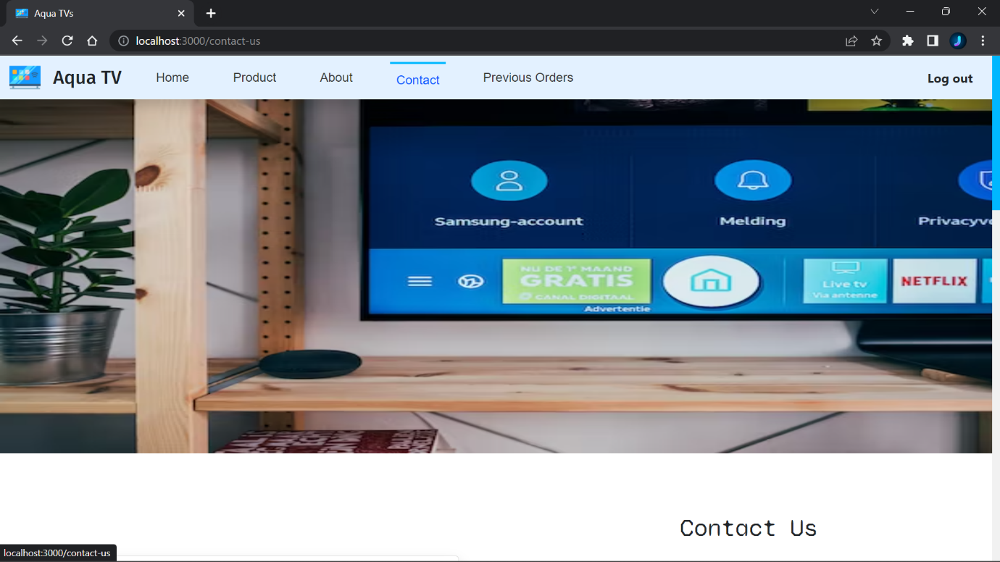 Aqua TVs
localhost:3000/contact-us
Aqua TV
Home
Product
About
Contact
Previous Orders
Log out
Samsung-account
Melding
NU DE 1e MAAND
GRATIS
CANAL DIGITAAL
Advertentie
Live tv
Via antenne
NETFLIX
Contact Us
localhost:3000/contact-us